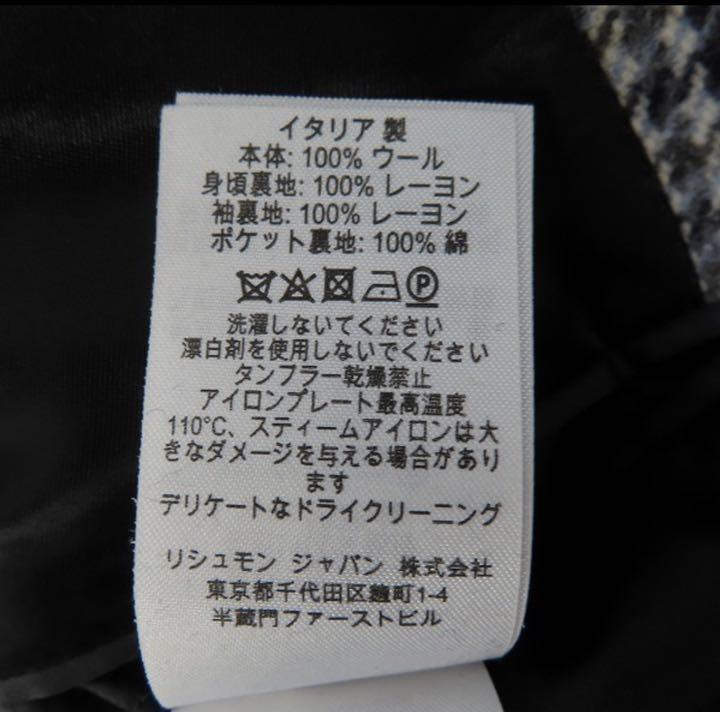 イタリア製
本体: 100% ウール
身頃裏地: 100% レーヨン
袖裏地: 100% レーヨン
ポケット裏地: 100% 綿
P
洗濯しないてください
漂白剤を使用しないでください
タンフラー乾燥禁止
アイロンプレート最高温度
110°C、スティームアイロンは大
きなダメージを与える場合があり
ます
デリケートなドライクリーニング
リシュモン ジャパン 株式会社
東京都千代田区麹町1-4
半蔵門ファーストビル